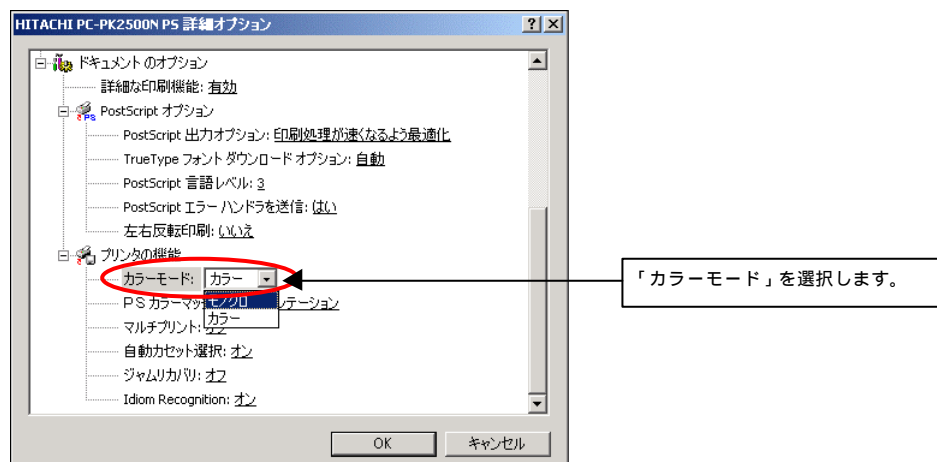 HITACHI PC-PK2500N PS 詳細オプション
ドキュメント のオプション
詳細な印刷機能: 有効
PostScript オプション
PostScript 出力オプション: 印刷処理が速くなるよう最適化
TrueType フォント ダウンロード オプション: 自動
PostScript 言語レベル: 3
PostScript エラー ハンドラを送信: はい
左右反転印刷: いいえ
プリンタの機能
カラーモード: カラー
「カラーモード」を選択します。
モノクロ
カラー
PS カラーマッ
マルチプリント:
自動カセット選択: オン
ジャムリカバリ: オフ
Idiom Recognition: オン
OK キャンセル